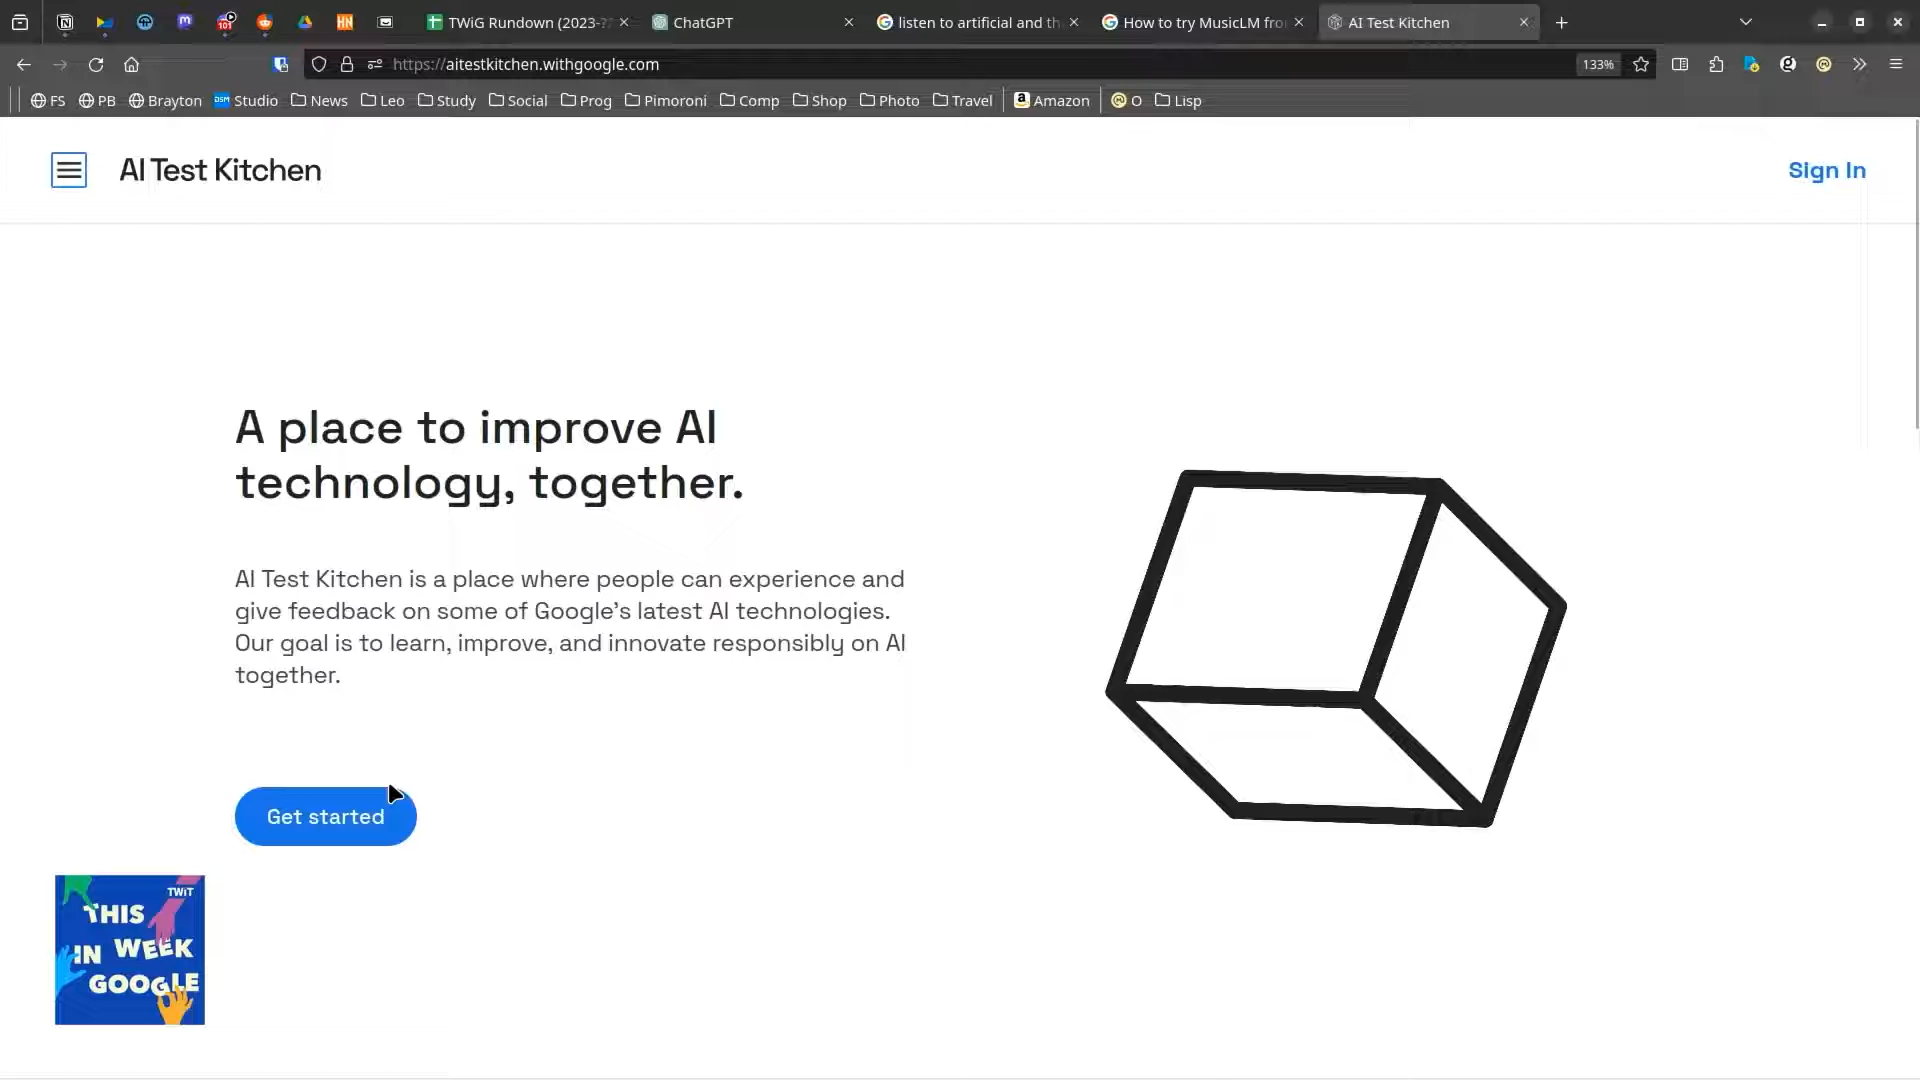 TWiG Rundown (2023-??
ChatGPT
listen to artificial and th
How to try MusicLM fro
AI Test Kitchen
https://aitestkitchen.withgoogle.com
133%
FS
PB
Brayton
DSM Studio
News
Leo
Study
Social
Prog
Pimoroni
Comp
Shop
Photo
Travel
Amazon
O
Lisp
AI Test Kitchen
Sign In
A place to improve AI
technology, together.
AI Test Kitchen is a place where people can experience and
give feedback on some of Google's latest AI technologies.
Our goal is to learn, improve, and innovate responsibly on AI
together.
Get started
TWiT
THIS
IN WEEK
GOOGLE